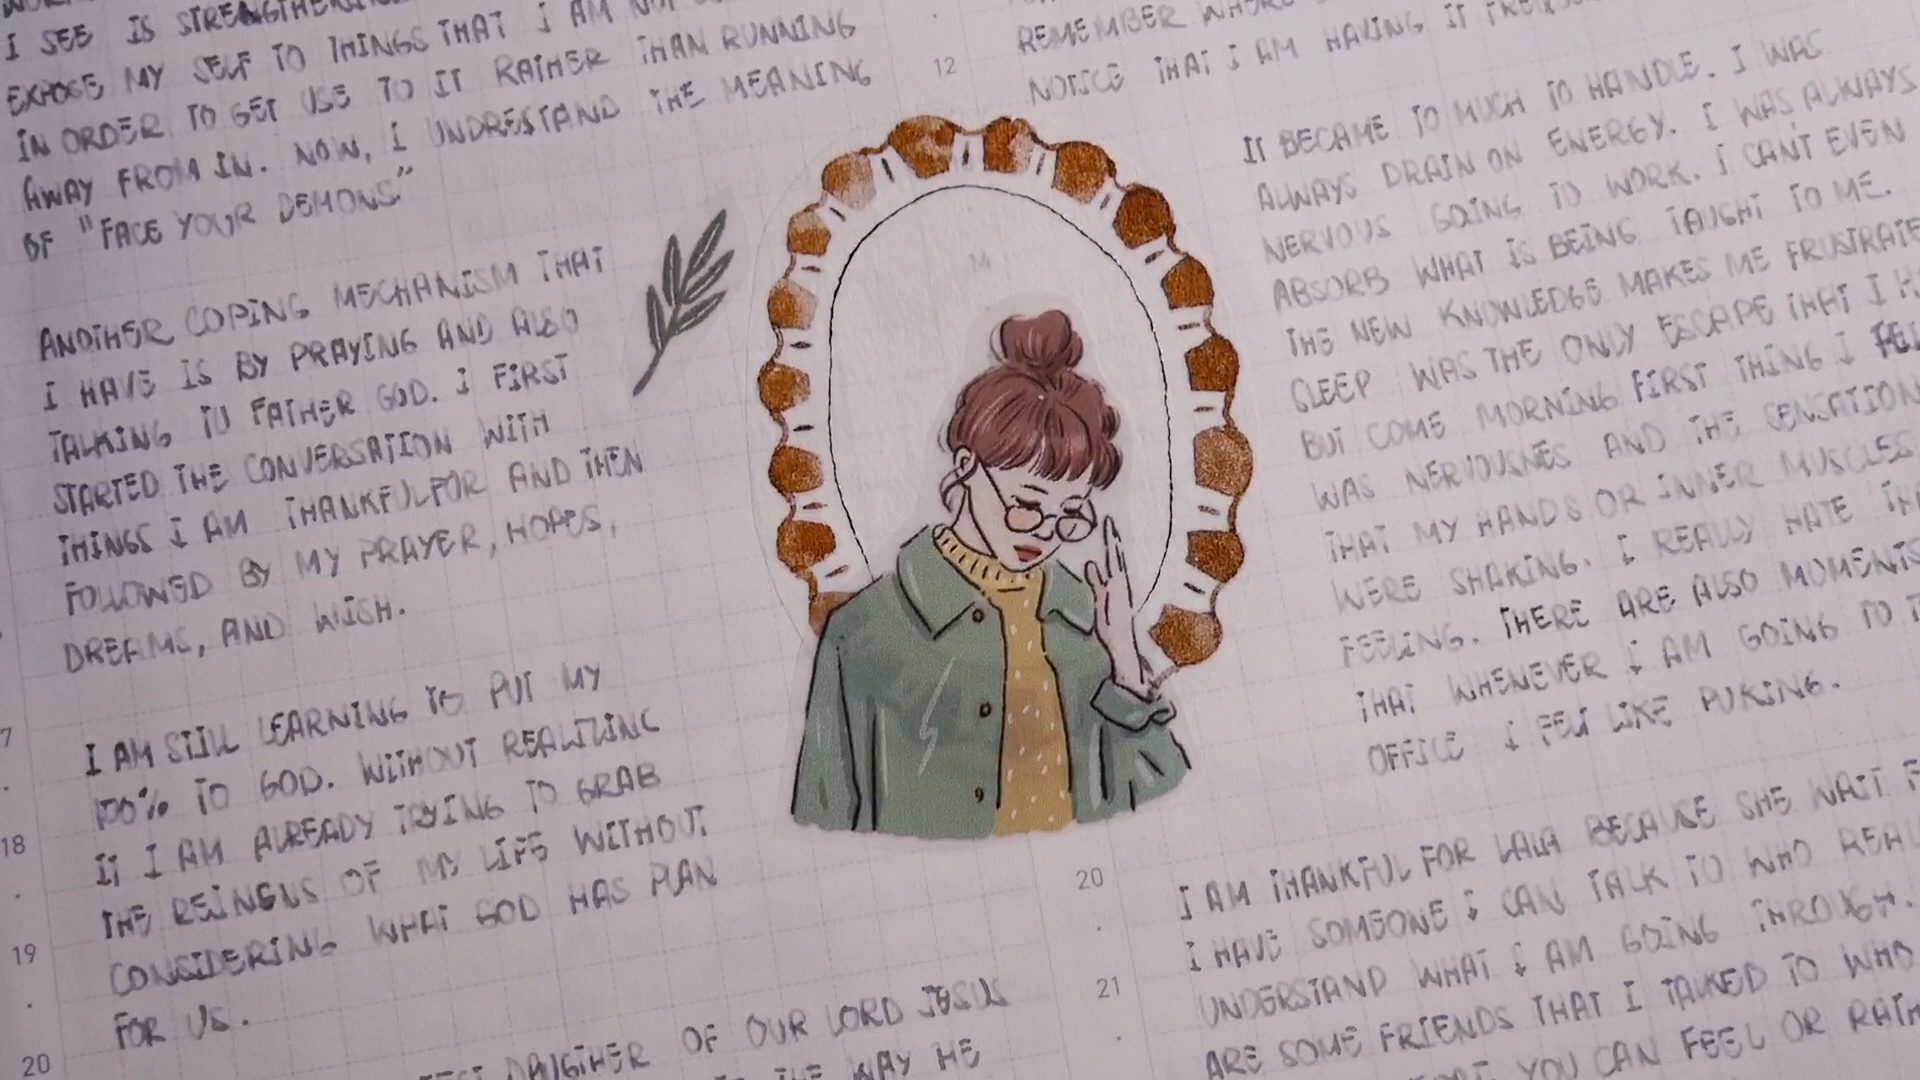 I SEE IS
EXPOSE MY SELF TO THINGS THAT I AM NOT
IN ORDER TO GET USE TO IT RATHER THAN RUNNING
AWAY FROM IN. NOW, I UNDRESTAND THE MEANING
OF "FACE YOUR DEMONS"
ANOTHER COPING MECHANISM THAT
I HAVE IS BY PRAYING AND ALSO
TALKING TO FATHER GOD. I FIRST
STARTED THE CONVERSATION WITH
THINGS I AM THANKFUL FOR AND THEN
FOLLOWED BY MY PRAYER, HOPES,
DREAMS, AND WISH.
7
I AM STILL LEARNING TO PUT MY
100% TO GOD. WITHOUT REALIZING
18
IT I AM ALREADY TRYING TO GRAB
THE REINGNS OF MY LIFE WITHOUT
19
CONSIDERING WHAT GOD HAS PLAN
FOR US.
20
DAUGTHER OF OUR LORD JESUS
THE WAY HE
REMEMBER WHERE
12
NOTICE THAT I AM HAVING IT
14
IT BECAME TO MUCH TO HANDLE. I WAS
ALWAYS DRAIN ON ENERGY. I WAS ALWAYS
NERVOUS GOING TO WORK. I CANT EVEN
ABSORB WHAT IS BEING TAUGHT TO ME.
THE NEW KNOWLEDGE MAKES ME FRUSTRATE
SLEEP WAS THE ONLY ESCAPE THAT I
BUT COME MORNING FIRST THING I
WAS NERVOUSNES AND THE SENSATION
THAT MY HANDS OR INNER MUSCLES
WERE SHAKING. I REALLY HATE
FEELING. THERE ARE ALSO MOMENTS
THAT WHENEVER I AM GOING TO
OFFICE I FELT LIKE PUKING.
20
I AM THANKFUL FOR BECAUSE SHE WAIT
I HAVE SOMEONE I CAN TALK TO WHO
21
UNDERSTAND WHAT I AM GOING THROUGH.
ARE SOME FRIENDS THAT I TALKED TO WHO
YOU CAN FEEL OR